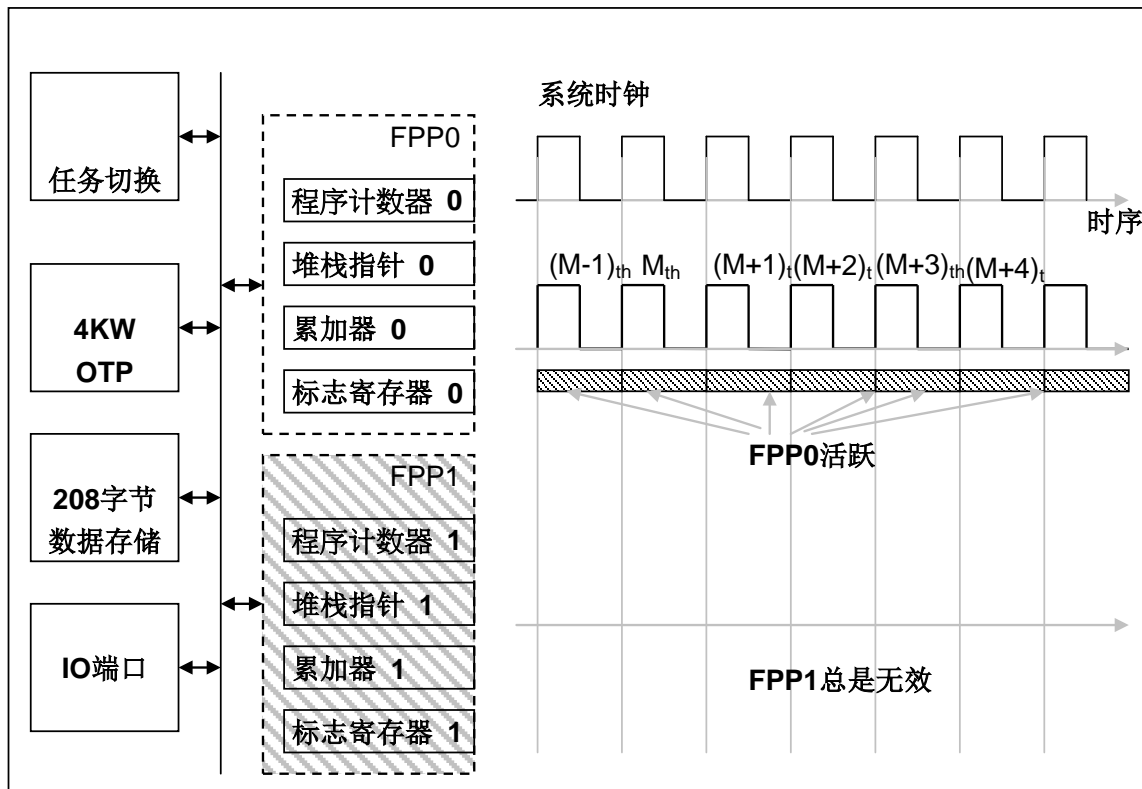 任务切换
4KW
OTP
208字节
数据存储
IO端口
FPP0
程序计数器 0
堆栈指针 0
累加器 0
标志寄存器 0
FPP1
程序计数器 1
堆栈指针 1
累加器 1
标志寄存器 1
系统时钟
时序
(M-1)th Mth (M+1)t (M+2)t (M+3)th (M+4)t
FPP0活跃
FPP1总是无效